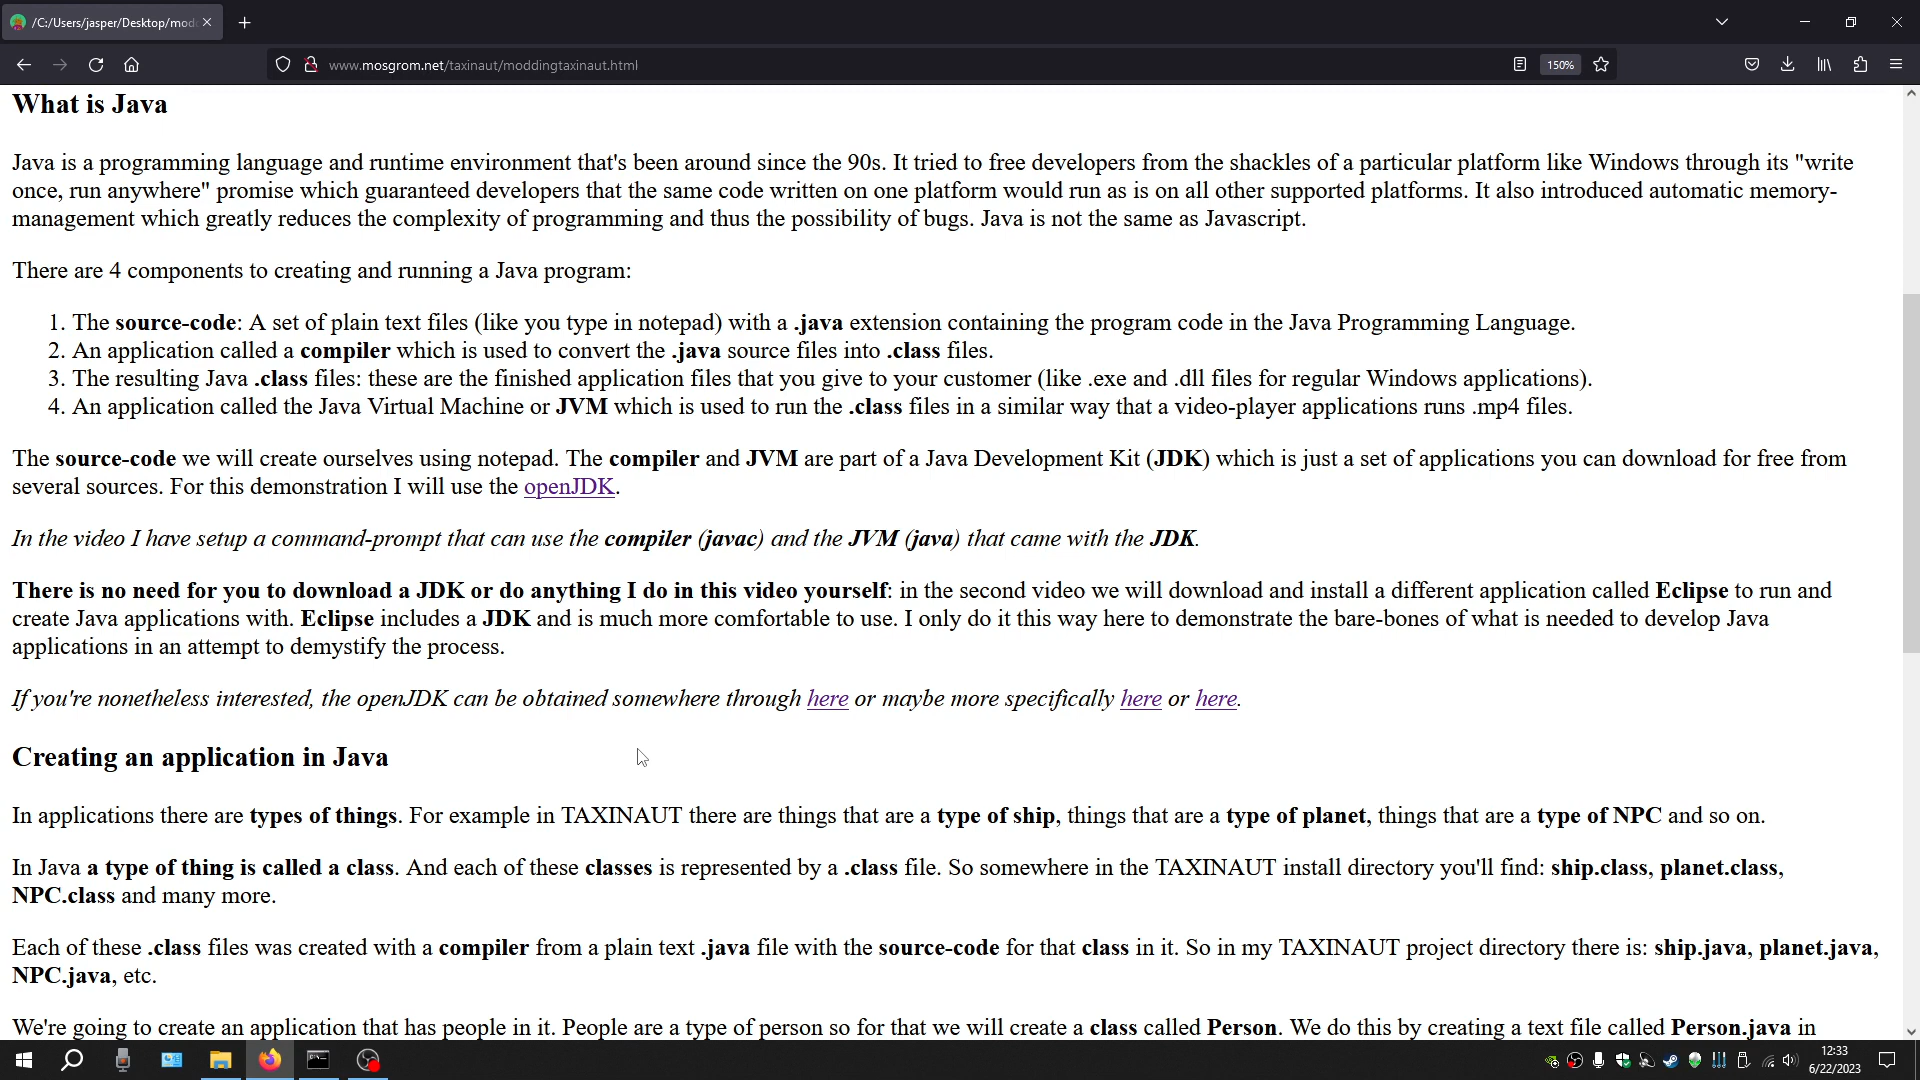 /C:/Users/jasper/Desktop/mod
www.mosgrom.net/taxinaut/moddingtaxinaut.html
150%
What is Java
Java is a programming language and runtime environment that's been around since the 90s. It tried to free developers from the shackles of a particular platform like Windows through its "write
once, run anywhere" promise which guaranteed developers that the same code written on one platform would run as is on all other supported platforms. It also introduced automatic memory-
management which greatly reduces the complexity of programming and thus the possibility of bugs. Java is not the same as Javascript.
There are 4 components to creating and running a Java program:
1. The source-code: A set of plain text files (like you type in notepad) with a .java extension containing the program code in the Java Programming Language.
2. An application called a compiler which is used to convert the .java source files into .class files.
3. The resulting Java .class files: these are the finished application files that you give to your customer (like .exe and .dll files for regular Windows applications).
4. An application called the Java Virtual Machine or JVM which is used to run the .class files in a similar way that a video-player applications runs .mp4 files.
The source-code we will create ourselves using notepad. The compiler and JVM are part of a Java Development Kit (JDK) which is just a set of applications you can download for free from
several sources. For this demonstration I will use the openJDK.
In the video I have setup a command-prompt that can use the compiler (javac) and the JVM (java) that came with the JDK.
There is no need for you to download a JDK or do anything I do in this video yourself: in the second video we will download and install a different application called Eclipse to run and
create Java applications with. Eclipse includes a JDK and is much more comfortable to use. I only do it this way here to demonstrate the bare-bones of what is needed to develop Java
applications in an attempt to demystify the process.
If you're nonetheless interested, the openJDK can be obtained somewhere through here or maybe more specifically here or here.
Creating an application in Java
In applications there are types of things. For example in TAXINAUT there are things that are a type of ship, things that are a type of planet, things that are a type of NPC and so on.
In Java a type of thing is called a class. And each of these classes is represented by a .class file. So somewhere in the TAXINAUT install directory you'll find: ship.class, planet.class,
NPC.class and many more.
Each of these .class files was created with a compiler from a plain text .java file with the source-code for that class in it. So in my TAXINAUT project directory there is: ship.java, planet.java,
NPC.java, etc.
We're going to create an application that has people in it. People are a type of person so for that we will create a class called Person. We do this by creating a text file called Person.java in
12:33
6/22/2023